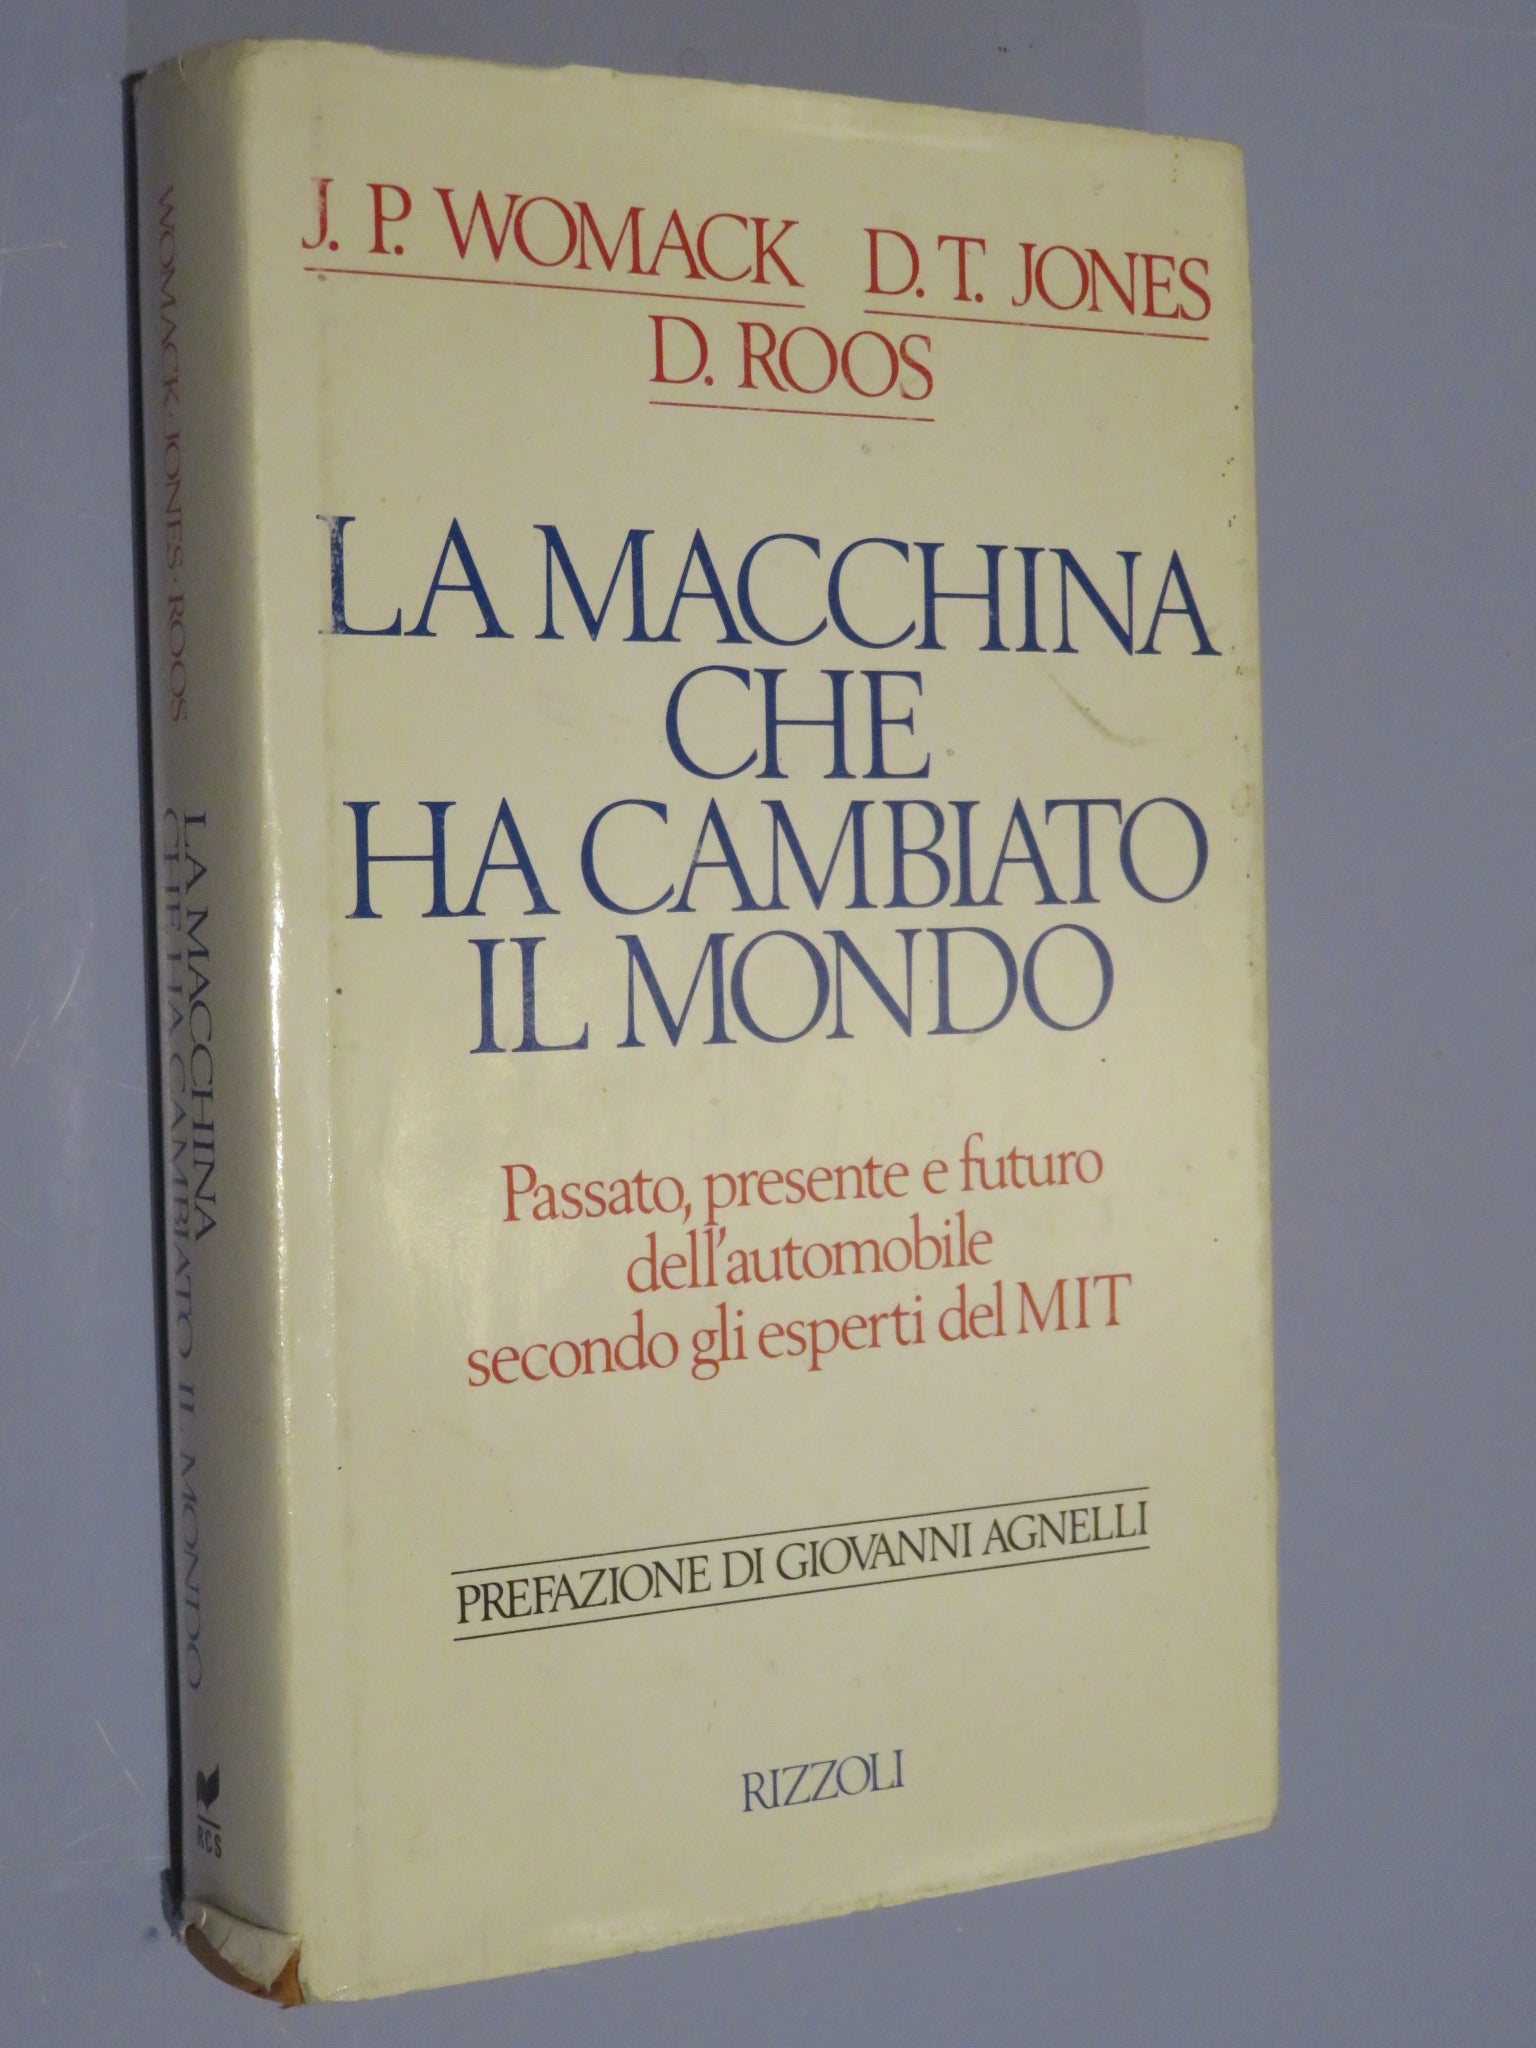 J. P. WOMACK D. T. JONES
D. ROOS
LA MACCHINA
CHE
HA CAMBIATO
IL MONDO
Passato, presente e futuro
dell'automobile
secondo gli esperti del MIT
PREFAZIONE DI GIOVANNI AGNELLI
RIZZOLI
WOMACK · JONES · ROOS
LA MACCHINA
CHE HA CAMBIATO IL MONDO
R
RCS